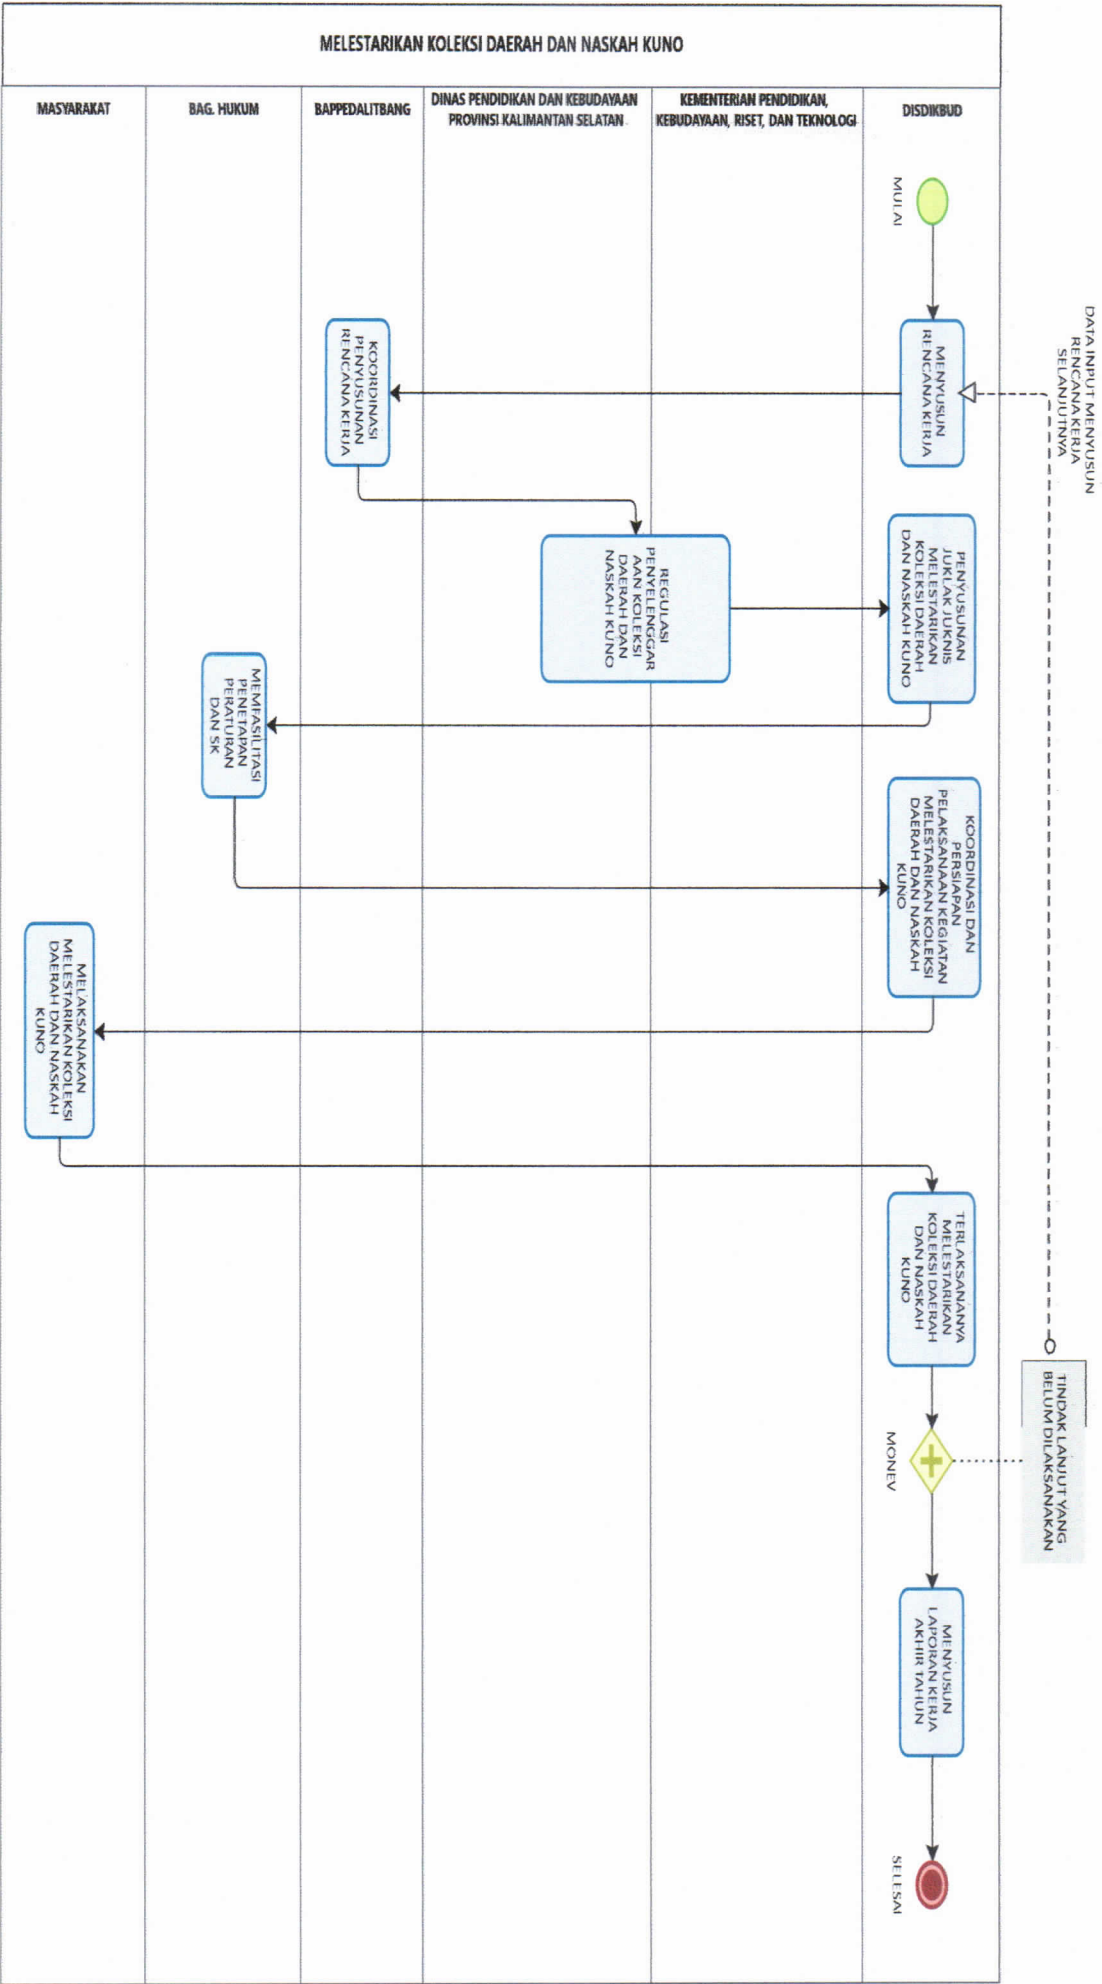 MELESTARIKAN KOLEKSI DAERAH DAN NASKAH KUNO
MASYARAKAT
BAG. HUKUM
BAPPEDALITBANG
DINAS PENDIDIKAN DAN KEBUDAYAAN
PROVINSI KALIMANTAN SELATAN
KEMENTERIAN PENDIDIKAN,
KEBUDAYAAN, RISET, DAN TEKNOLOGI
DISDIKBUD
DATA INPUT MENYUSUN
RENCANA KERJA
SELANJUTNYA
MULAI
MENYUSUN
RENCANA KERJA
KOORDINASI
PENYUSUNAN
RENCANA KERJA
REGULASI
PENYELENGGAR
AAN KOLEKSI
DAERAH DAN
NASKAH KUNO
PENYUSUNAN
JUKLAK JUKNIS
MELESTARIKAN
KOLEKSI DAERAH
DAN NASKAH KUNO
MEMFASILITASI
PENETAPAN
PERATURAN
DAN SK
KOORDINASI DAN
PERSIAPAN
PELAKSANAAN KEGIATAN
MELESTARIKAN KOLEKSI
DAERAH DAN NASKAH
KUNO
MELAKSANAKAN
MELESTARIKAN KOLEKSI
DAERAH DAN NASKAH
KUNO
TERLAKSANANYA
MELESTARIKAN
KOLEKSI DAERAH
DAN NASKAH
KUNO
MONEV
TINDAK LANJUT YANG
BELUM DILAKSANAKAN
MENYUSUN
LAPORAN KERJA
AKHIR TAHUN
SELESAI